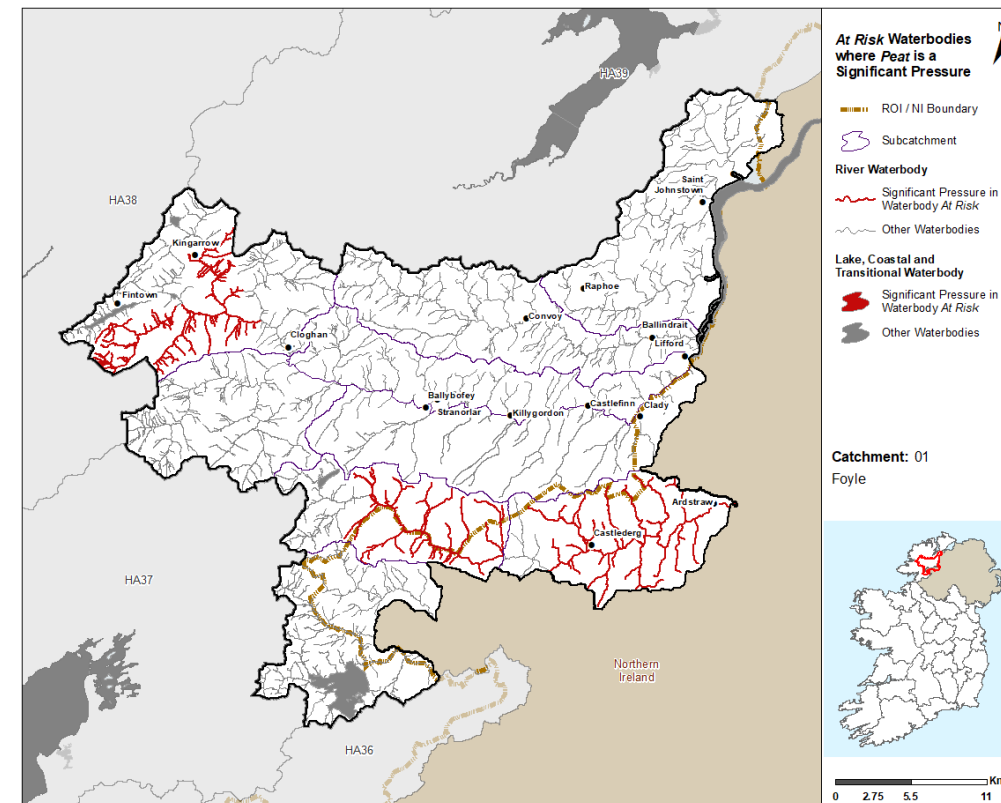 HA39
HA38
Saint
Johnstown
Kingarrow
Fintown
Raphoe
Convoy
Ballindrait
Cloghan
Lifford
Ballybofey
Stranorlar
Castlefinn
Clady
Killygordon
Ardstraw
Castlederg
HA37
Northern
Ireland
HA36
At Risk Waterbodies
where Peat is a
Significant Pressure
N
ROI / NI Boundary
Subcatchment
River Waterbody
Significant Pressure in
Waterbody At Risk
Other Waterbodies
Lake, Coastal and
Transitional Waterbody
Significant Pressure in
Waterbody At Risk
Other Waterbodies
Catchment: 01
Foyle
0 2.75 5.5 11